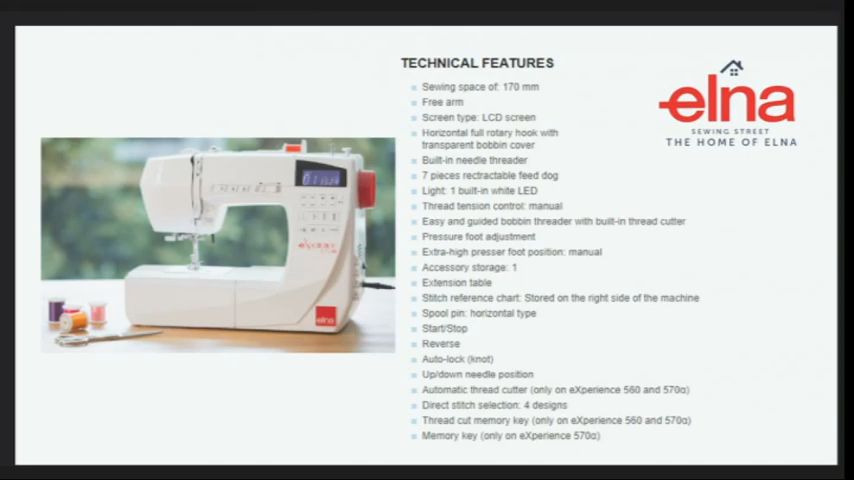 TECHNICAL FEATURES
Sewing space of: 170 mm
Free arm
Screen type: LCD screen
Horizontal full rotary hook with
transparent bobbin cover
Built-in needle threader
7 pieces rectractable feed dog
Light: 1 built-in white LED
Thread tension control: manual
Easy and guided bobbin threader with built-in thread cutter
Pressure foot adjustment
Extra-high presser foot position: manual
Accessory storage: 1
Extension table
Stitch reference chart: Stored on the right side of the machine
Spool pin: horizontal type
Start/Stop
Reverse
Auto-lock (knot)
Up/down needle position
Automatic thread cutter (only on eXperience 560 and 570α)
Direct stitch selection: 4 designs
Thread cut memory key (only on eXperience 560 and 570α)
Memory key (only on eXperience 570α)
elna
SEWING STREET
THE HOME OF ELNA
elna